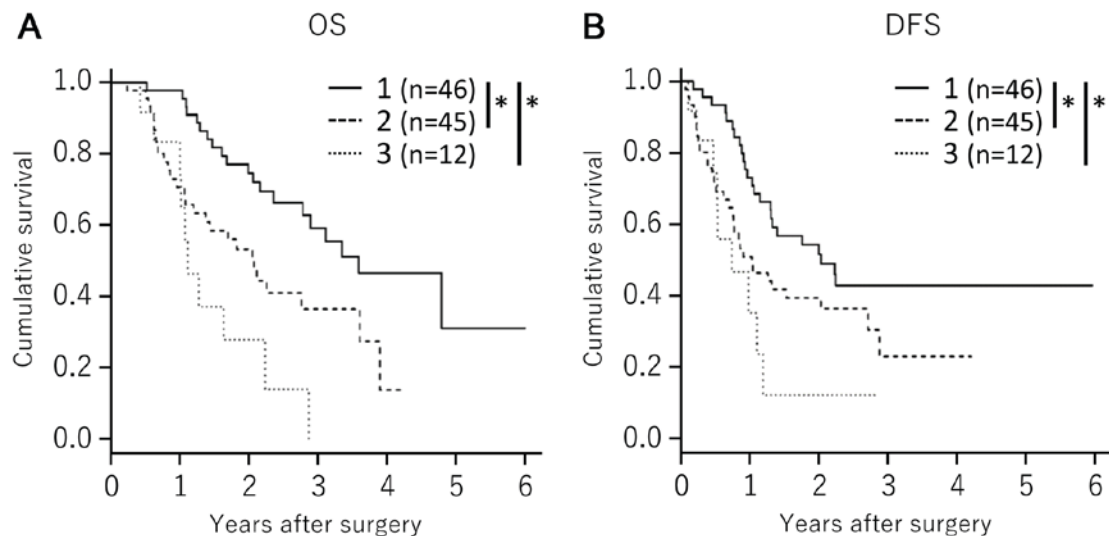 A
OS
1 (n=46)
2 (n=45)
3 (n=12)
*
*
Cumulative survival
1.0
0.8
0.6
0.4
0.2
0.0
0 1 2 3 4 5 6
Years after surgery
B
DFS
1 (n=46)
2 (n=45)
3 (n=12)
*
*
Cumulative survival
1.0
0.8
0.6
0.4
0.2
0.0
0 1 2 3 4 5 6
Years after surgery